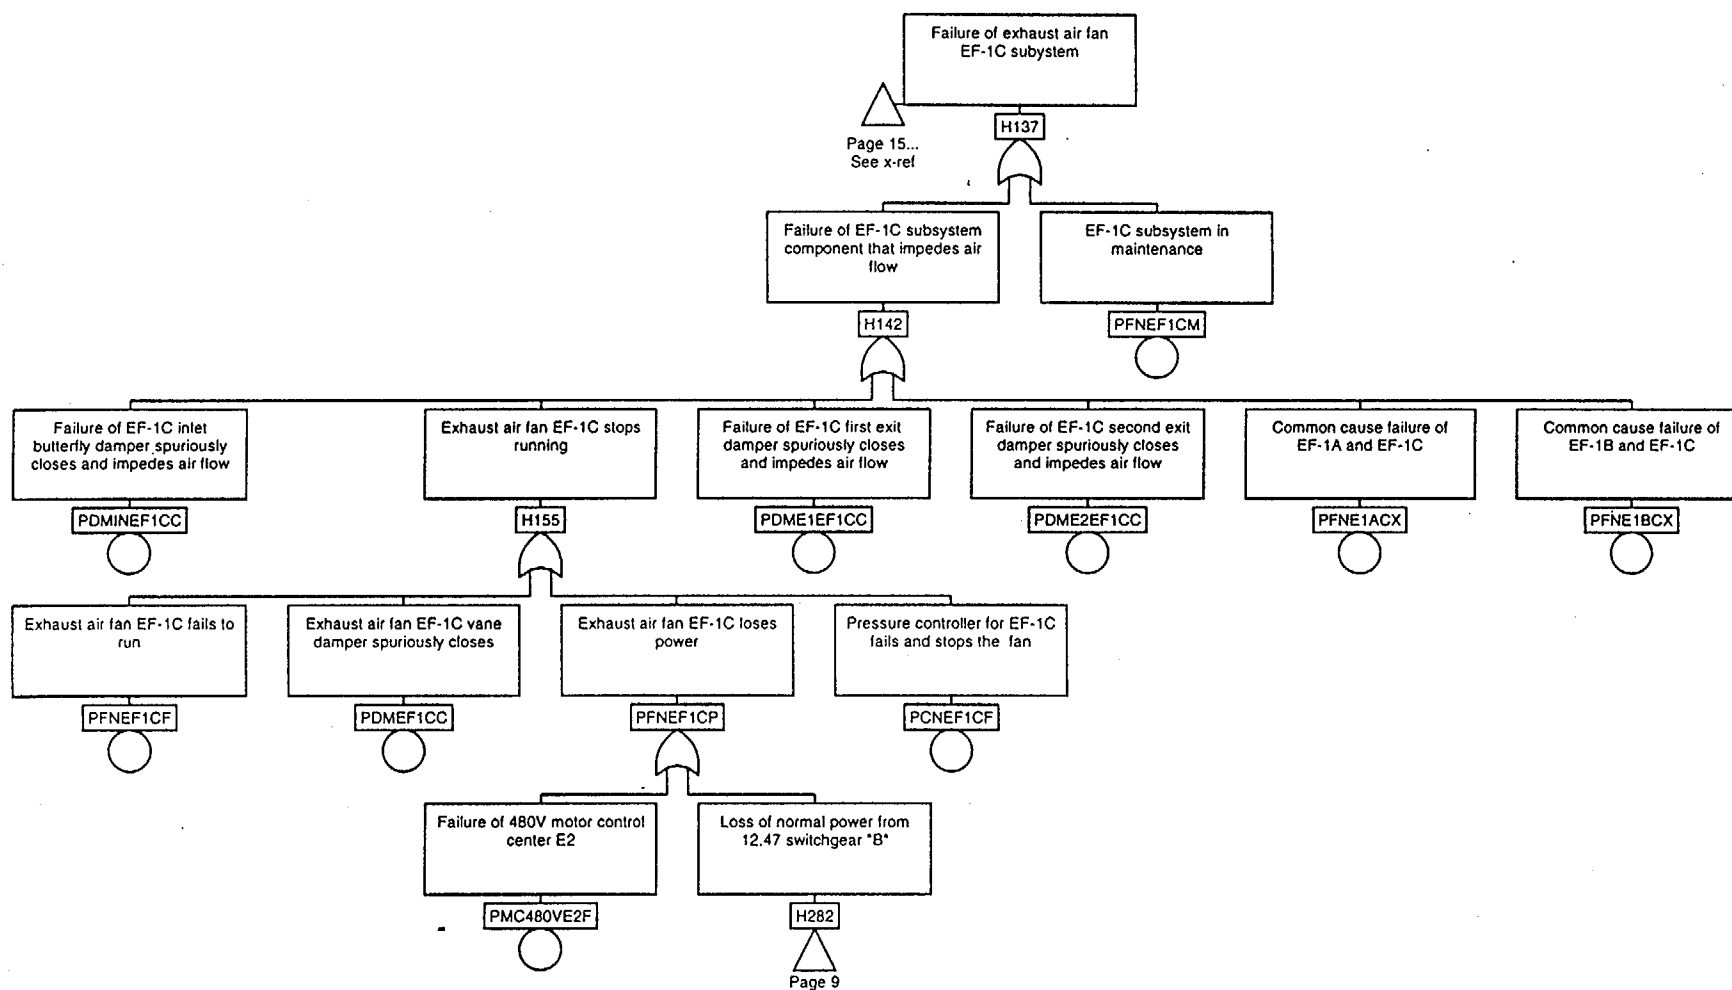 Failure of exhaust air fan
EF-1C subystem
Page 15...
See x-ref
H137
Failure of EF-1C subsystem
component that impedes air
flow
EF-1C subsystem in
maintenance
H142
PFNEF1CM
Failure of EF-1C inlet
butterfly damper spuriously
closes and impedes air flow
Exhaust air fan EF-1C stops
running
Failure of EF-1C first exit
damper spuriously closes
and impedes air flow
Failure of EF-1C second exit
damper spuriously closes
and impedes air flow
Common cause failure of
EF-1A and EF-1C
Common cause failure of
EF-1B and EF-1C
PDMINEF1CC
H155
PDME1EF1CC
PDME2EF1CC
PFNE1ACX
PFNE1BCX
Exhaust air fan EF-1C fails to
run
Exhaust air fan EF-1C vane
damper spuriously closes
Exhaust air fan EF-1C loses
power
Pressure controller for EF-1C
fails and stops the fan
PFNEF1CF
PDMEF1CC
PFNEF1CP
PCNEF1CF
Failure of 480V motor control
center E2
Loss of normal power from
12.47 switchgear "B"
PMC480VE2F
H282
Page 9